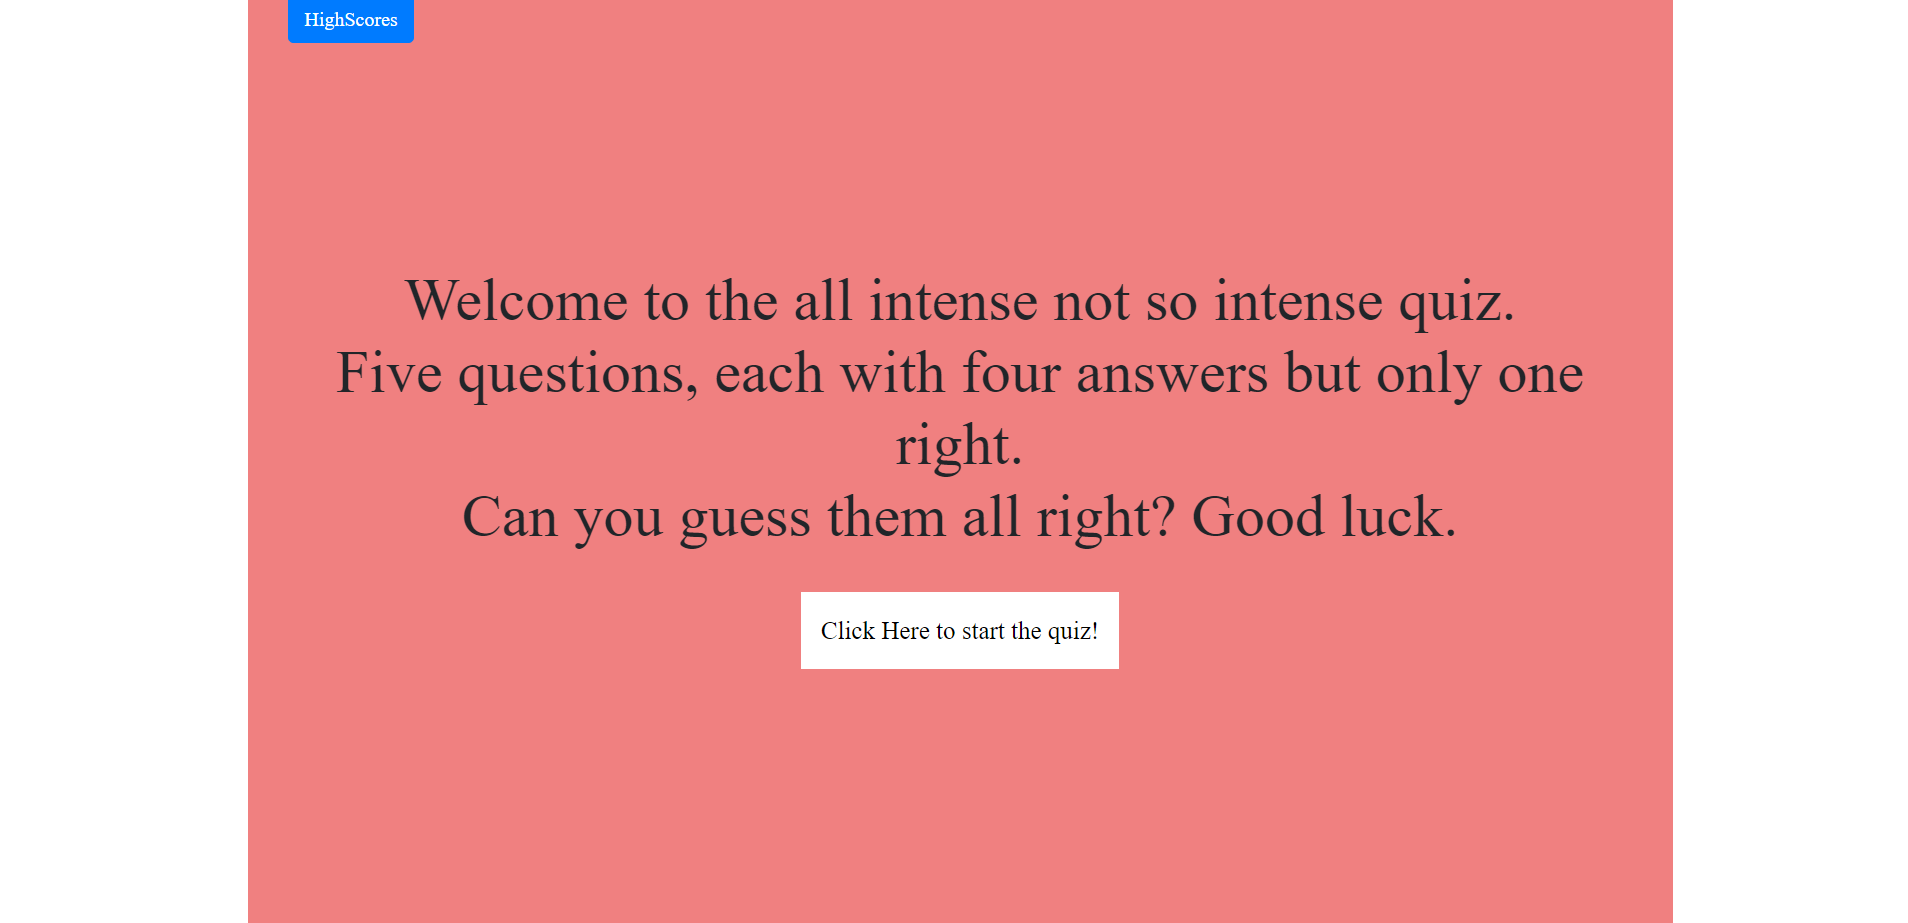 HighScores
Welcome to the all intense not so intense quiz.
Five questions, each with four answers but only one
right.
Can you guess them all right? Good luck.
Click Here to start the quiz!